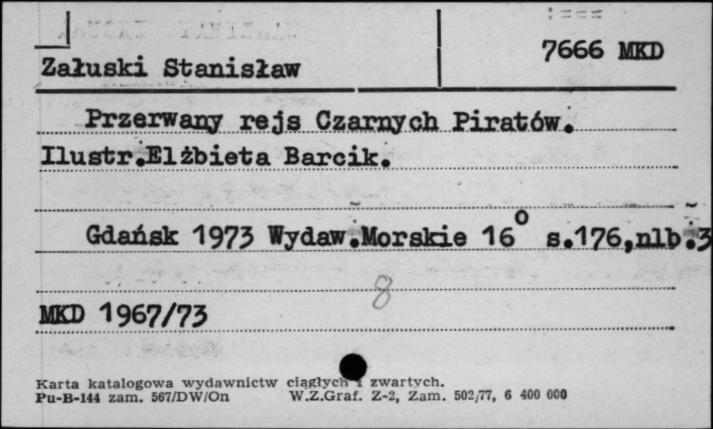 7666 MKD
Załuski Stanisław
Przerwany rejs Czarnych Piratów.
Ilustr.Elżbieta Barcik.
Gdańsk 1973 Wydaw.Morskie 16° s.176,nlb.3
8
MKD 1967/73
Karta katalogowa wydawnictw ciągłych i zwartych.
Pu-B-144 zam. 567/DW/On W.Z.Graf. Z-2, Zam. 502/77, 6 400 000